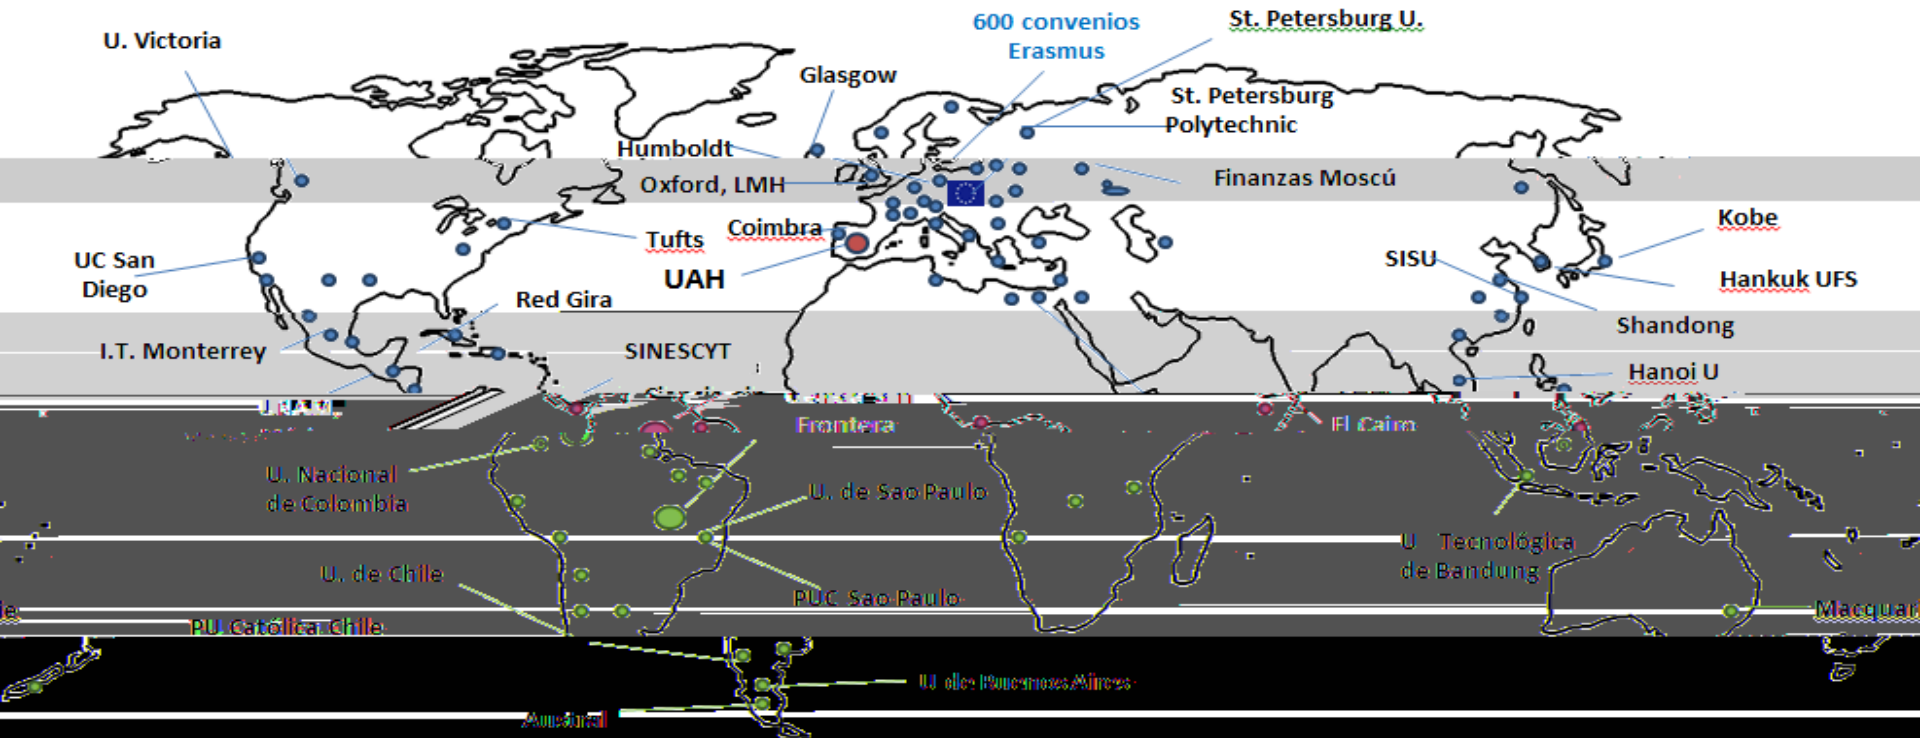 600 convenios
Erasmus
St. Petersburg U.
U. Victoria
Glasgow
St. Petersburg
Polytechnic
Humboldt
Oxford, LMH
Finanzas Moscú
Kobe
Coimbra
Tufts
UC San
Diego
SISU
UAH
Hankuk UFS
Red Gira
Shandong
I.T. Monterrey
SINESCYT
Hanoi U
Frontera
El Cairo
U. Nacional
de Colombia
U. de Sao Paulo
U Tecnológica
de Bandung
U. de Chile
PUC Sao Paulo
ie
Macquar
PU Católica Chile
U de Buenos Aires
Austral